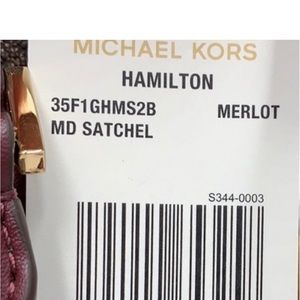 MICHAEL KORS
HAMILTON
35F1GHMS2B MERLOT
MD SATCHEL
S344-0003